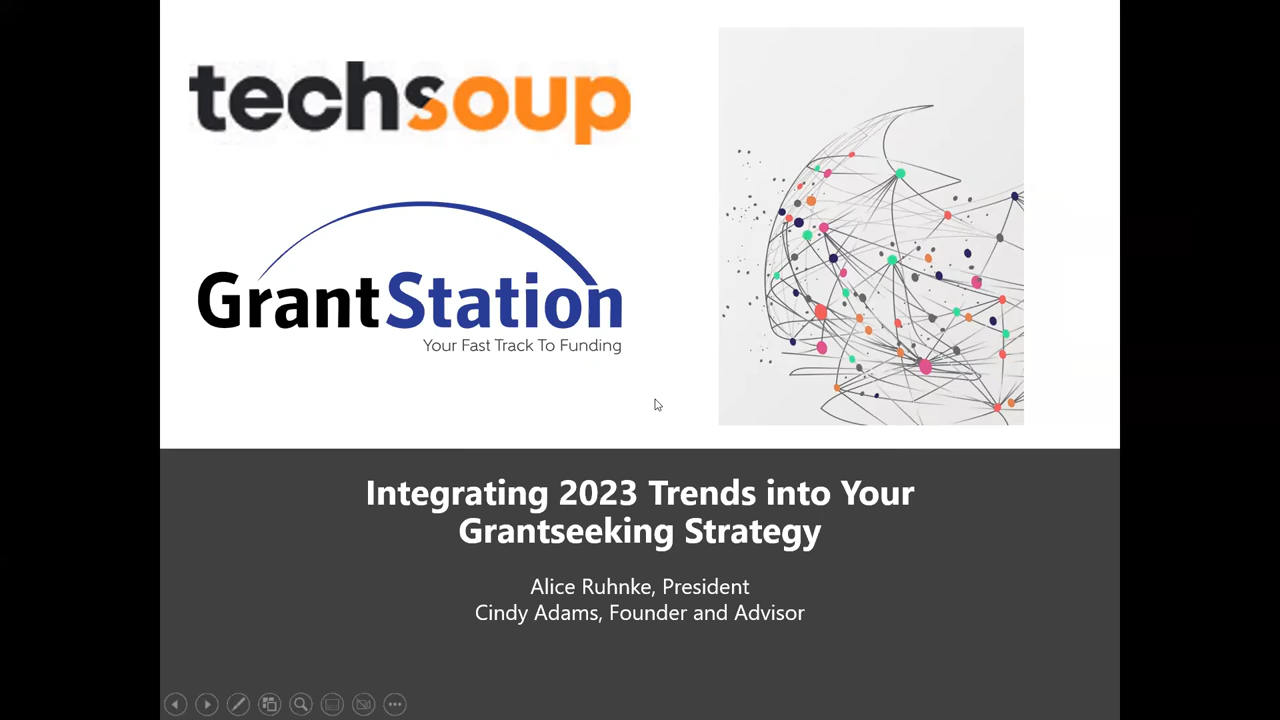 techsoup
GrantStation
Your Fast Track To Funding
Integrating 2023 Trends into Your
Grantseeking Strategy
Alice Ruhnke, President
Cindy Adams, Founder and Advisor